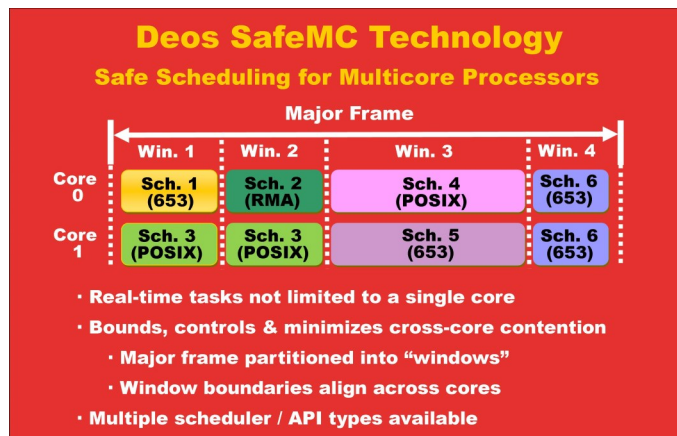 Deos SafeMC Technology
Safe Scheduling for Multicore Processors
Major Frame
Win. 1 Win. 2 Win. 3 Win. 4
Core 0
Sch. 1 (653)
Sch. 2 (RMA)
Sch. 4 (POSIX)
Sch. 6 (653)
Core 1
Sch. 3 (POSIX)
Sch. 3 (POSIX)
Sch. 5 (653)
Sch. 6 (653)
· Real-time tasks not limited to a single core
· Bounds, controls & minimizes cross-core contention
· Major frame partitioned into “windows”
· Window boundaries align across cores
· Multiple scheduler / API types available